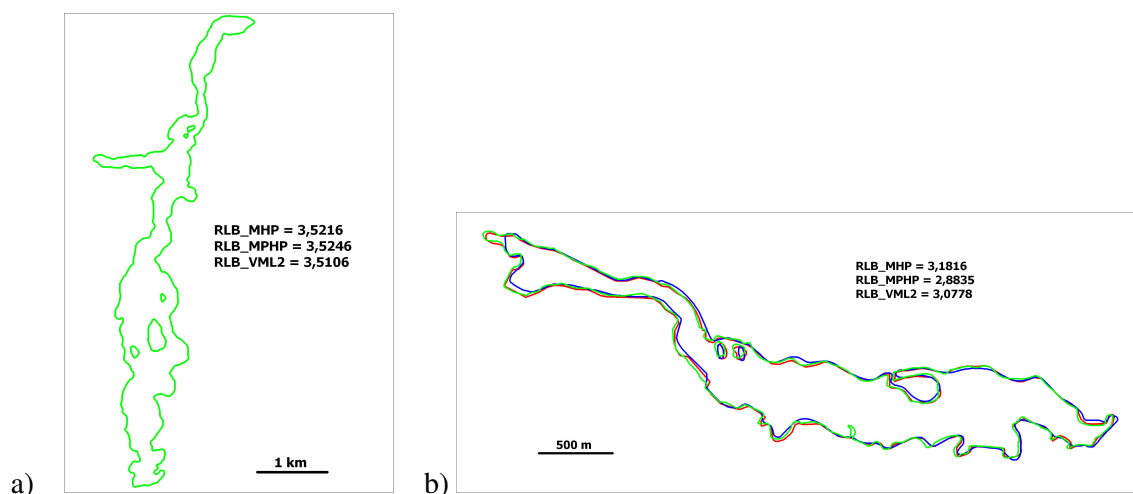 RLB_MHP = 3,5216
RLB_MPHP = 3,5246
RLB_VML2 = 3,5106
1 km
a)
RLB_MHP = 3,1816
RLB_MPHP = 2,8835
RLB_VML2 = 3,0778
500 m
b)